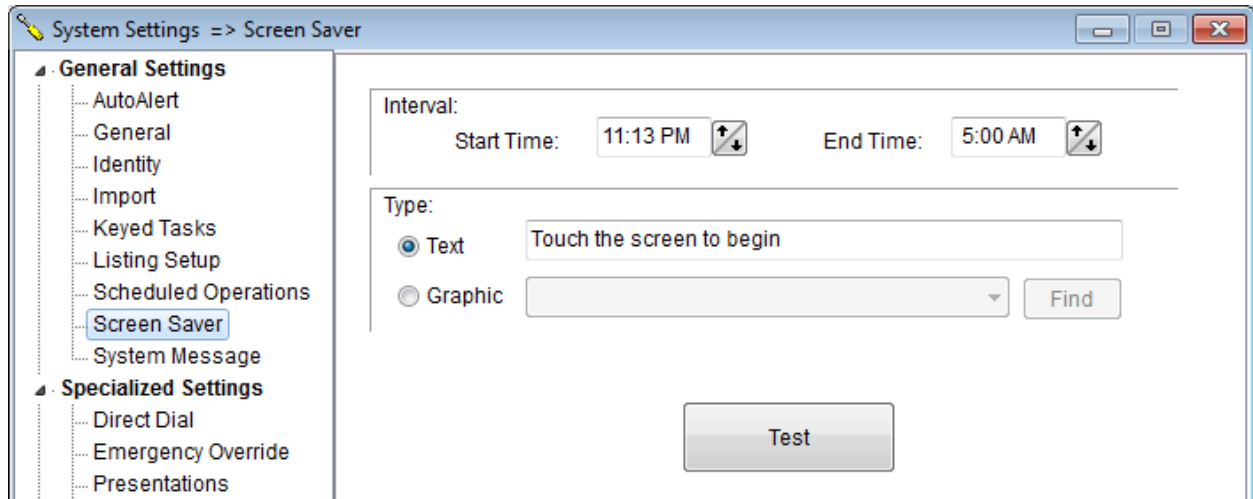 System Settings => Screen Saver
General Settings
AutoAlert
General
Identity
Import
Keyed Tasks
Listing Setup
Scheduled Operations
Screen Saver
System Message
Specialized Settings
Direct Dial
Emergency Override
Presentations
Interval:
Start Time: 11:13 PM End Time: 5:00 AM
Type:
Text Touch the screen to begin
Graphic Find
Test